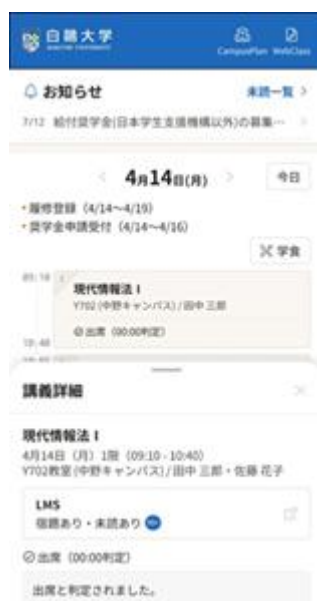 白鷗大学
CampusPlan WebClass
お知らせ
未読一覧
7/12 給付奨学金(日本学生支援機構以外)の募集…
4月14日(月)
今日
・履修登録（4/14〜4/19）
・奨学金申請受付（4/14〜4/16）
学食
現代情報法 I
Y702 (中野キャンパス) / 田中 三郎
出席（00:00判定）
10:40
講義詳細
現代情報法 I
4月14日（月）1限（09:10 - 10:40）
Y702教室 (中野キャンパス) / 田中 三郎・佐藤 花子
LMS
宿題あり・未読あり
出席（00:00判定）
出席と判定されました。